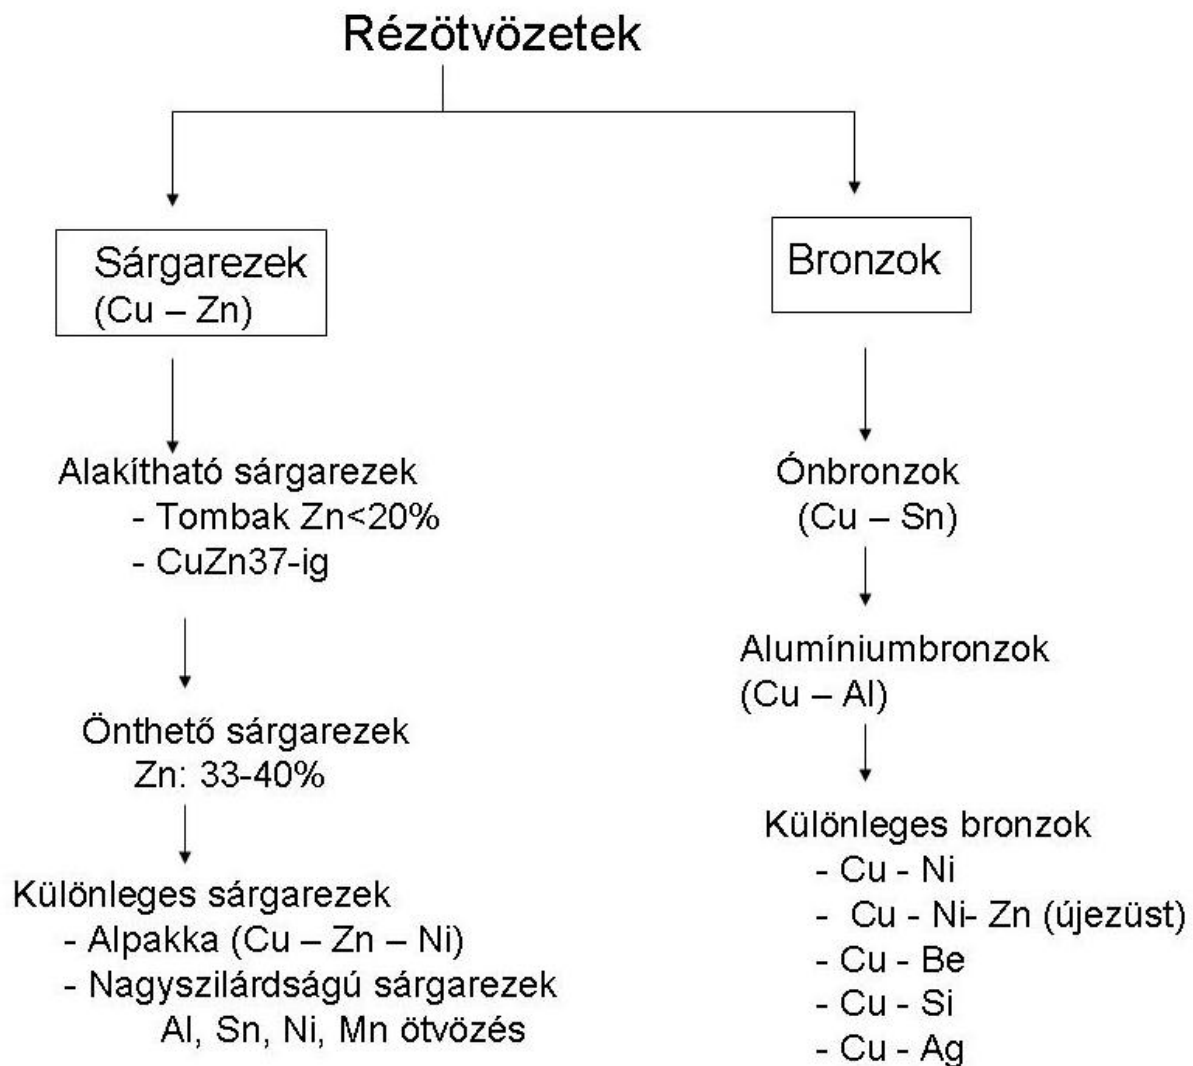 Rézötvözetek
Sárgarezek
(Cu – Zn)
Alakítható sárgarezek
- Tombak Zn<20%
- CuZn37-ig
Önthető sárgarezek
Zn: 33-40%
Különleges sárgarezek
- Alpakka (Cu – Zn – Ni)
- Nagyszilárdságú sárgarezek
Al, Sn, Ni, Mn ötvözés
Bronzok
Ónbronzok
(Cu – Sn)
Alumíniumbronzok
(Cu – Al)
Különleges bronzok
- Cu - Ni
- Cu - Ni- Zn (újezüst)
- Cu - Be
- Cu - Si
- Cu - Ag